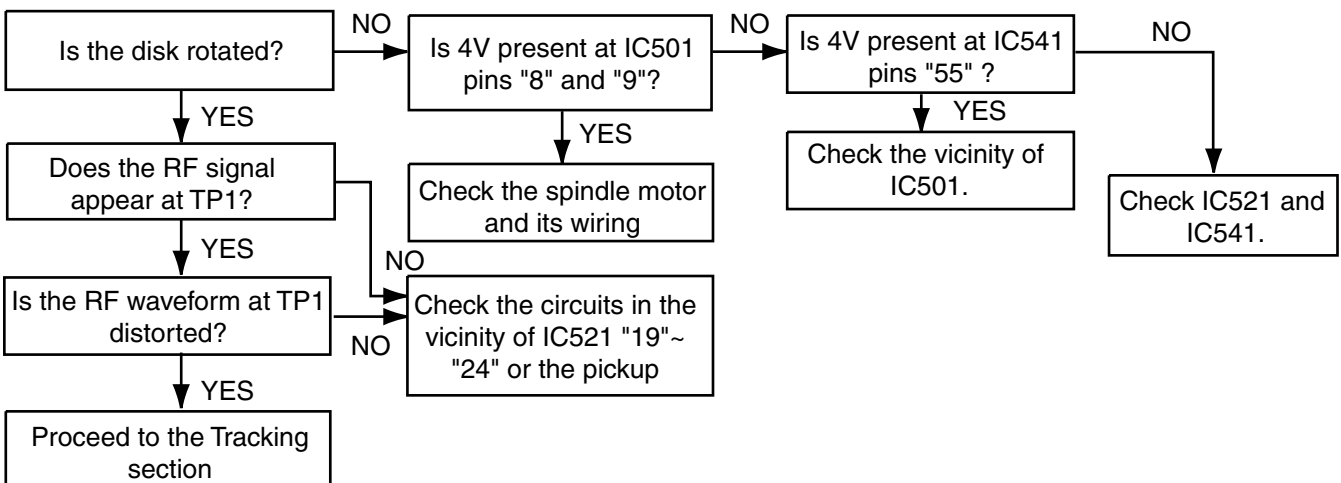 Is the disk rotated?
NO
Is 4V present at IC501
pins "8" and "9"?
NO
Is 4V present at IC541
pins "55" ?
NO
YES
YES
YES
Does the RF signal
appear at TP1?
Check the spindle motor
and its wiring
Check the vicinity of
IC501.
Check IC521 and
IC541.
YES
NO
Is the RF waveform at TP1
distorted?
NO
Check the circuits in the
vicinity of IC521 "19"~
"24" or the pickup
YES
Proceed to the Tracking
section